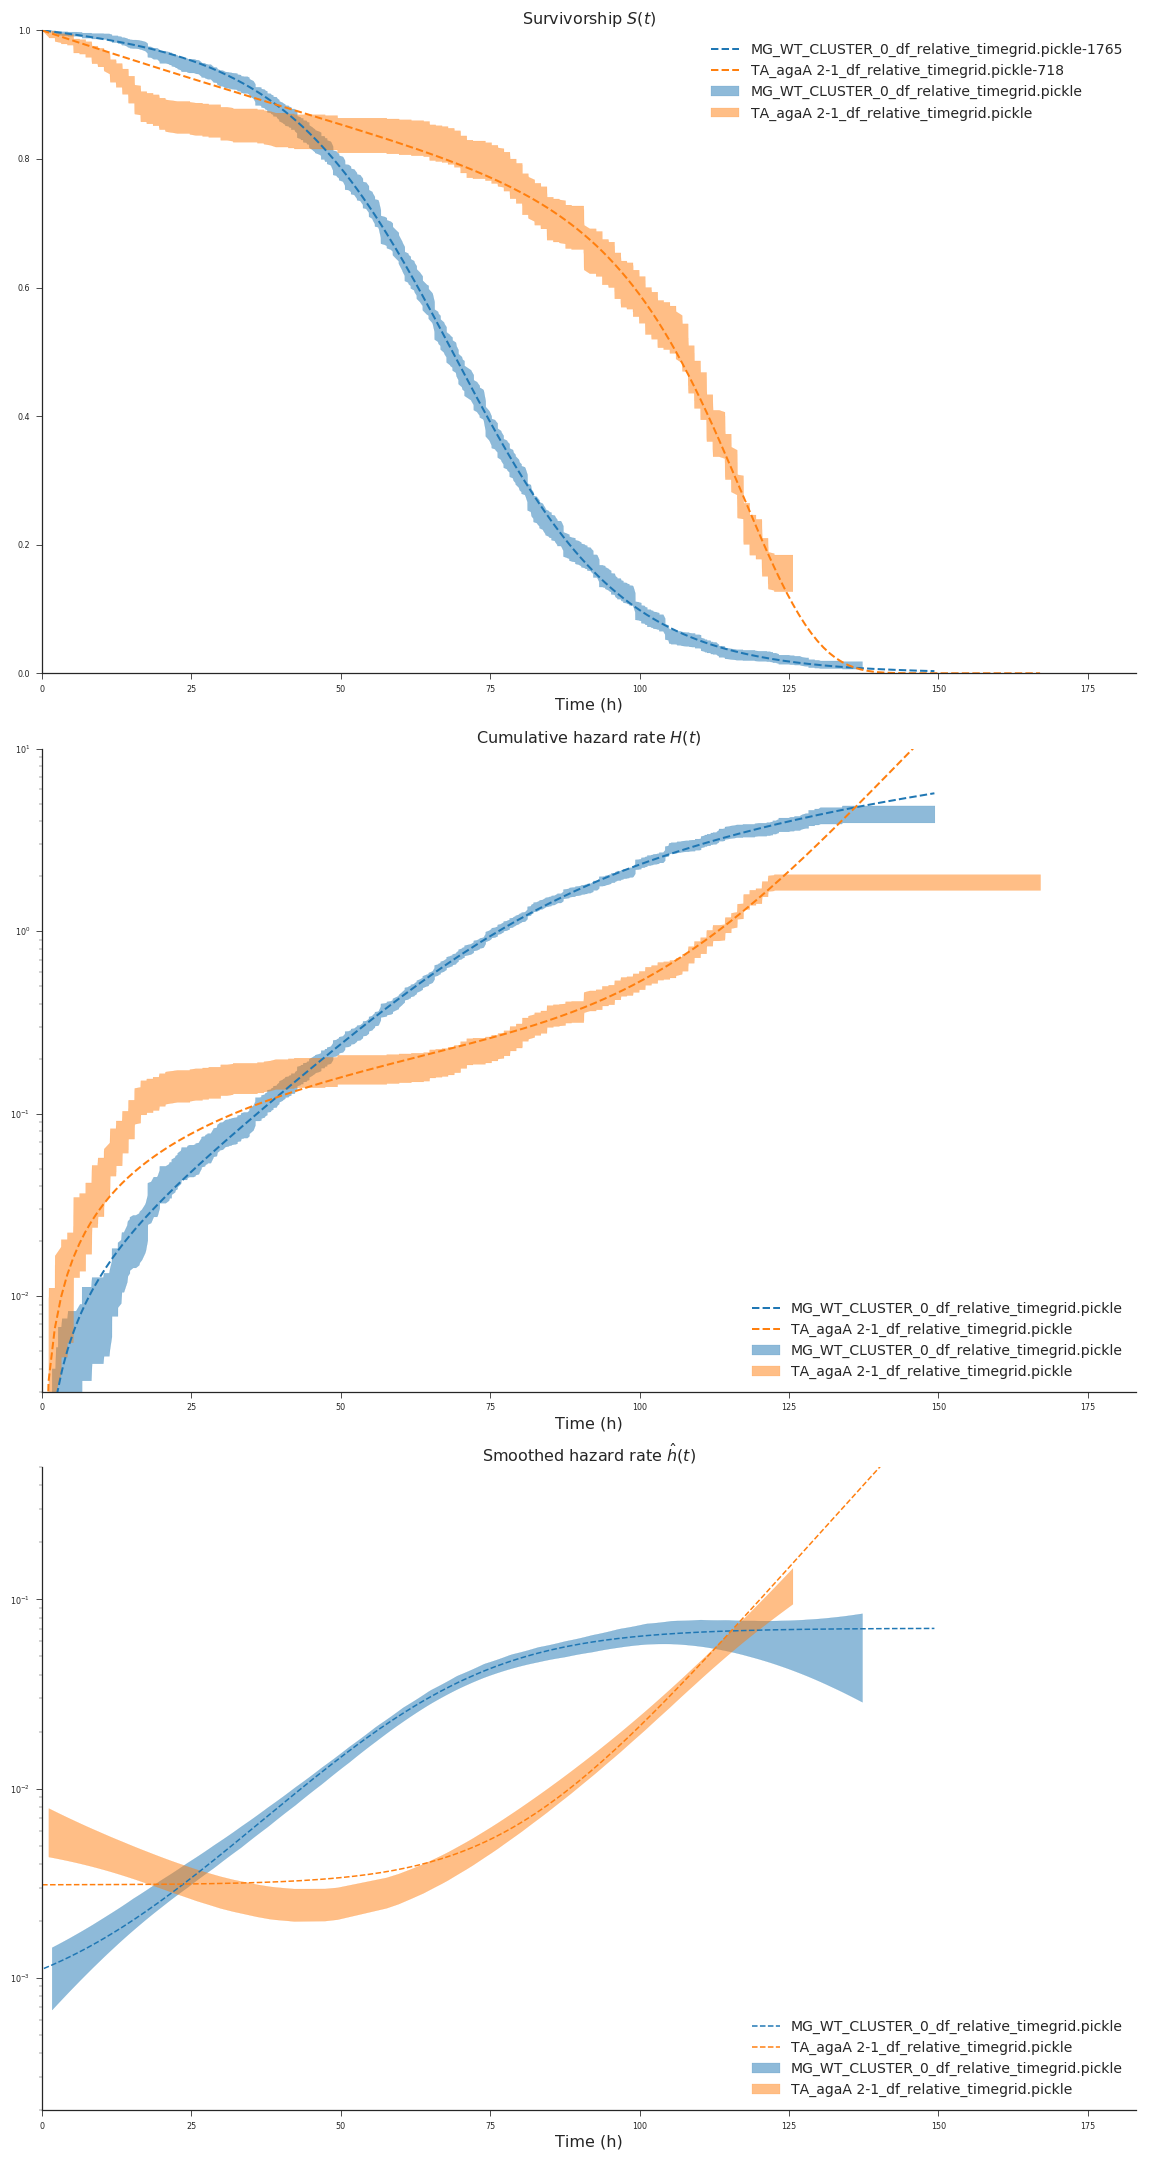 Survivorship S(t)
1.0
0.8
0.6
0.4
0.2
0.0
MG_WT_CLUSTER_0_df_relative_timegrid.pickle-1765
TA_agaA 2-1_df_relative_timegrid.pickle-718
MG_WT_CLUSTER_0_df_relative_timegrid.pickle
TA_agaA 2-1_df_relative_timegrid.pickle
0 25 50 75 100 125 150 175
Time (h)
Cumulative hazard rate H(t)
10¹
10⁰
10⁻¹
10⁻²
MG_WT_CLUSTER_0_df_relative_timegrid.pickle
TA_agaA 2-1_df_relative_timegrid.pickle
MG_WT_CLUSTER_0_df_relative_timegrid.pickle
TA_agaA 2-1_df_relative_timegrid.pickle
0 25 50 75 100 125 150 175
Time (h)
Smoothed hazard rate ĥ(t)
10⁻¹
10⁻²
10⁻³
MG_WT_CLUSTER_0_df_relative_timegrid.pickle
TA_agaA 2-1_df_relative_timegrid.pickle
MG_WT_CLUSTER_0_df_relative_timegrid.pickle
TA_agaA 2-1_df_relative_timegrid.pickle
0 25 50 75 100 125 150 175
Time (h)